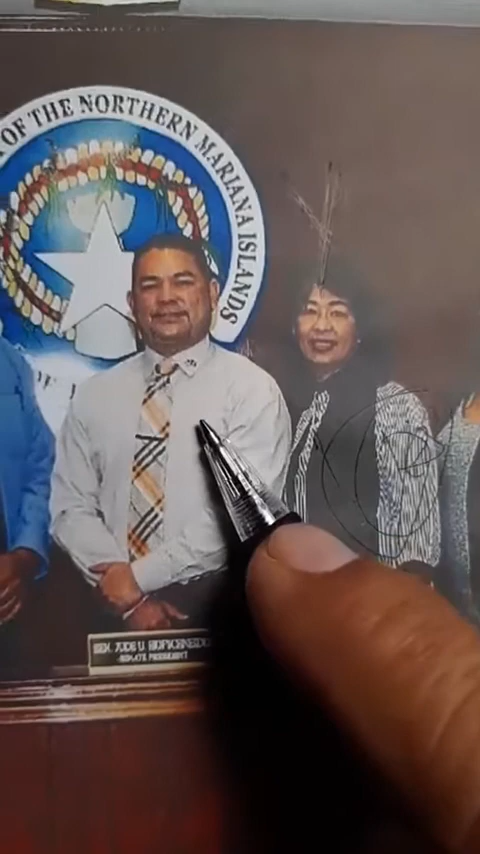 OF THE NORTHERN MARIANA ISLANDS
SEN. JUDE U. HOFSCHNEIDER
SENATE PRESIDENT